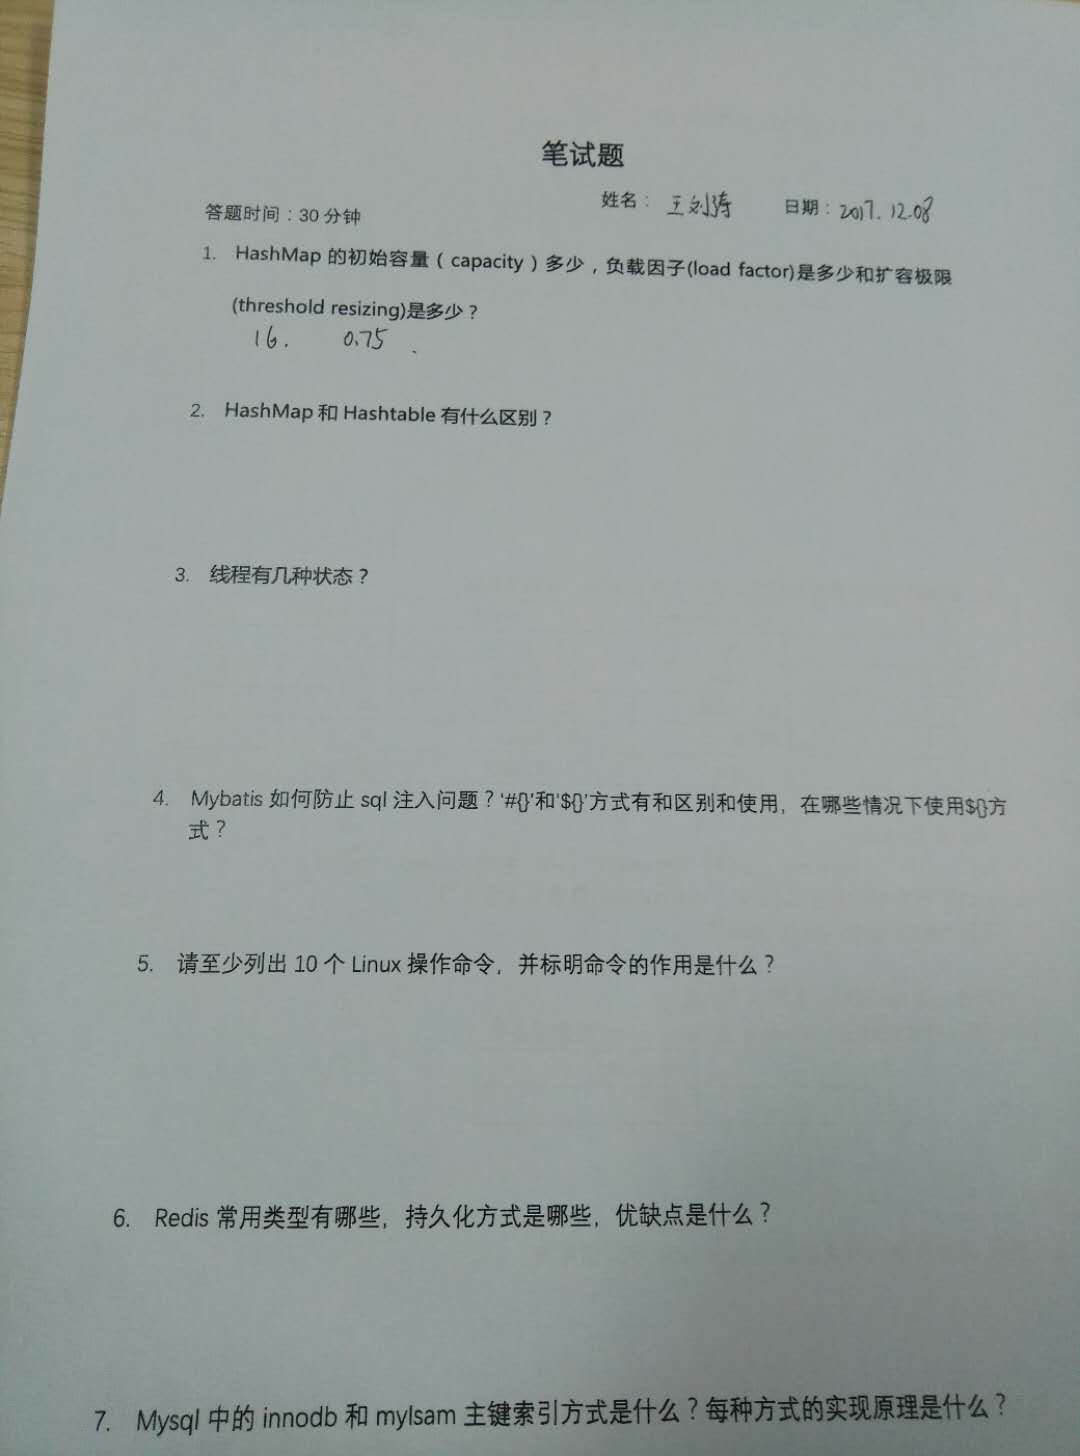 笔试题
姓名： 王刘涛 日期：2017.12.08
答题时间：30 分钟
1. HashMap 的初始容量（capacity）多少，负载因子(load factor)是多少和扩容极限
(threshold resizing)是多少？
16. 0.75 .
2. HashMap 和 Hashtable 有什么区别？
3. 线程有几种状态？
4. Mybatis 如何防止 sql 注入问题？‘#{}’和‘${}’方式有和区别和使用，在哪些情况下使用${}方
式？
5. 请至少列出 10 个 Linux 操作命令，并标明命令的作用是什么？
6. Redis 常用类型有哪些，持久化方式是哪些，优缺点是什么？
7. Mysql 中的 innodb 和 mylsam 主键索引方式是什么？每种方式的实现原理是什么？